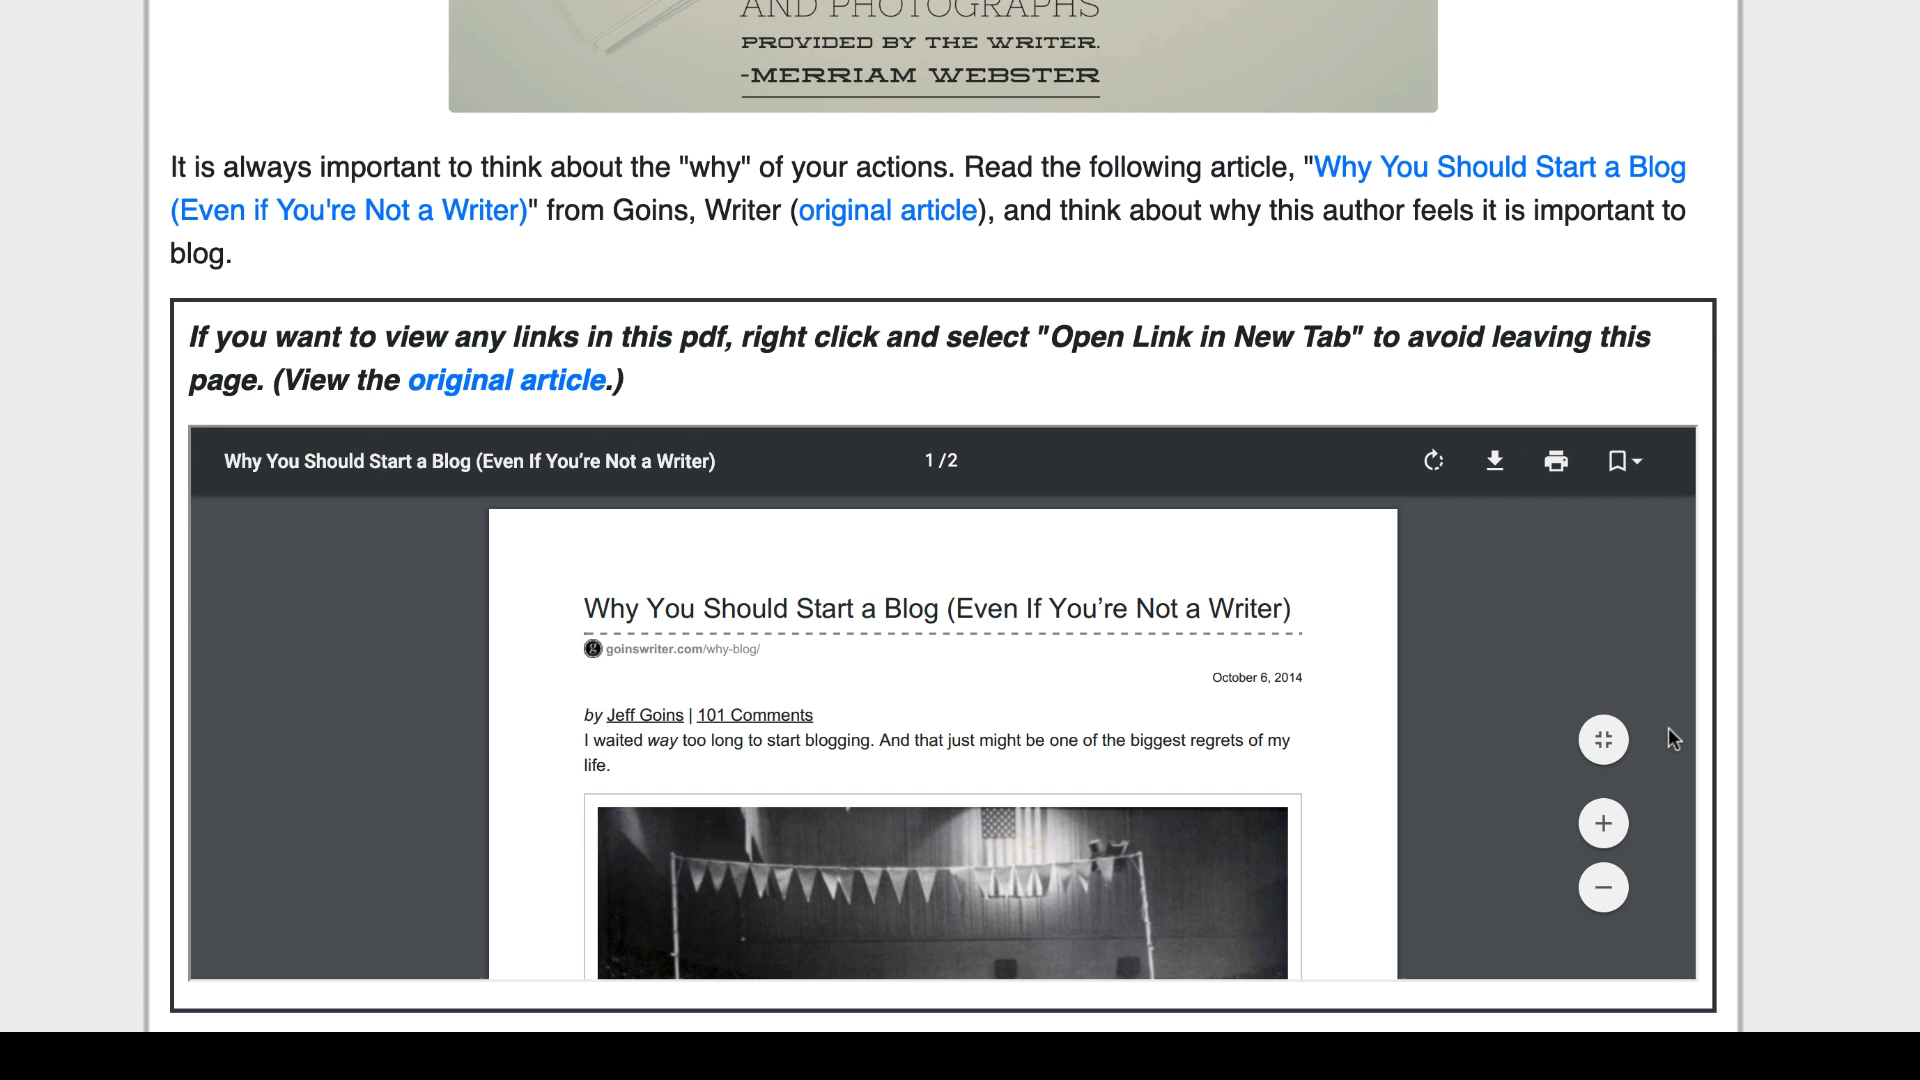 AND PHOTOGRAPHS
PROVIDED BY THE WRITER.
-MERRIAM WEBSTER
It is always important to think about the "why" of your actions. Read the following article, "Why You Should Start a Blog
(Even if You're Not a Writer)" from Goins, Writer (original article), and think about why this author feels it is important to
blog.
If you want to view any links in this pdf, right click and select "Open Link in New Tab" to avoid leaving this
page. (View the original article.)
Why You Should Start a Blog (Even If You’re Not a Writer)
1 / 2
Why You Should Start a Blog (Even If You’re Not a Writer)
g goinswriter.com/why-blog/
October 6, 2014
by Jeff Goins | 101 Comments
I waited way too long to start blogging. And that just might be one of the biggest regrets of my
life.